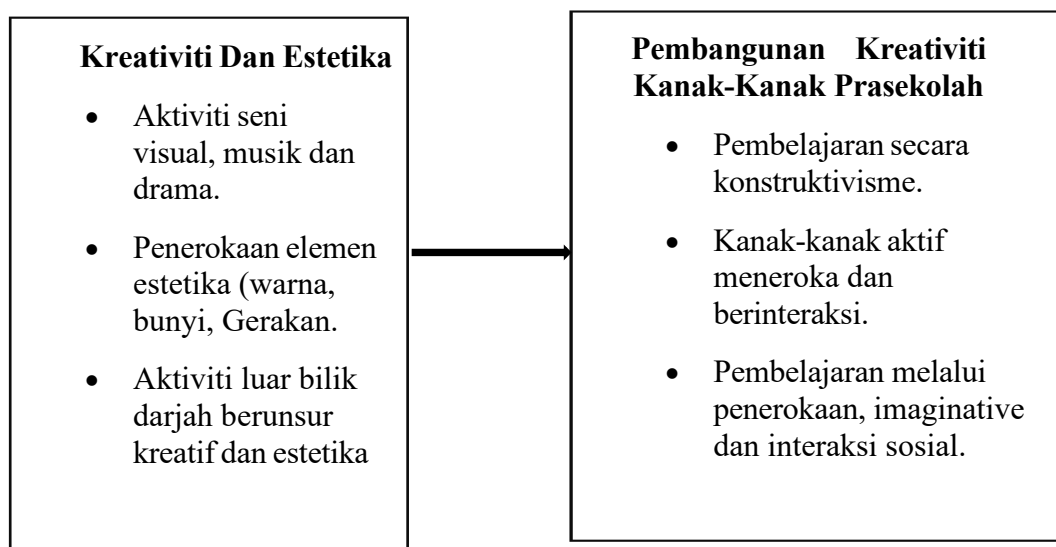 Kreativiti Dan Estetika
• Aktiviti seni
visual, musik dan
drama.
• Penerokaan elemen
estetika (warna,
bunyi, Gerakan.
• Aktiviti luar bilik
darjah berunsur
kreatif dan estetika
Pembangunan Kreativiti
Kanak-Kanak Prasekolah
• Pembelajaran secara
konstruktivisme.
• Kanak-kanak aktif
meneroka dan
berinteraksi.
• Pembelajaran melalui
penerokaan, imaginative
dan interaksi sosial.